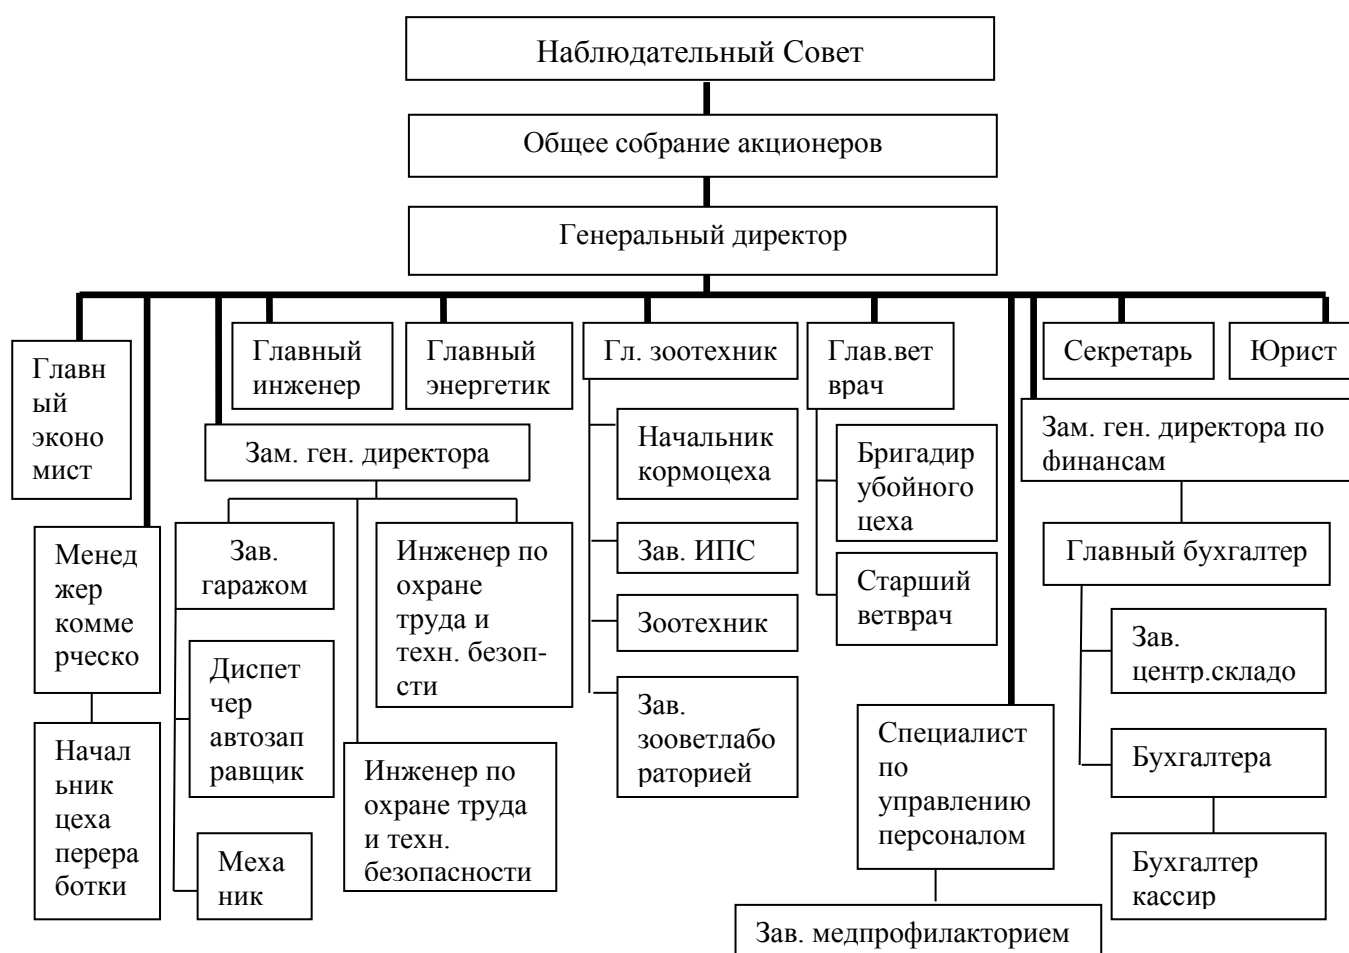 Наблюдательный Совет
Общее собрание акционеров
Генеральный директор
Главн
ый
эконо
мист
Главный
инженер
Главный
энергетик
Гл. зоотехник
Глав.вет
врач
Секретарь
Юрист
Зам. ген. директора
Начальник
кормоцеха
Бригадир
убойного
цеха
Зам. ген. директора по
финансам
Менед
жер
комме
рческо
Зав.
гаражом
Инженер по
охране
труда и
техн. безоп-
сти
Зав. ИПС
Зоотехник
Старший
ветврач
Главный бухгалтер
Диспет
чер
автозап
равщик
Зав.
зооветлабо
раторией
Зав.
центр.складо
Начал
ьник
цеха
перера
ботки
Инженер по
охране труда
и техн.
безопасности
Специалист
по
управлению
персоналом
Бухгалтера
Меха
ник
Бухгалтер
кассир
Зав. медпрофилакторием